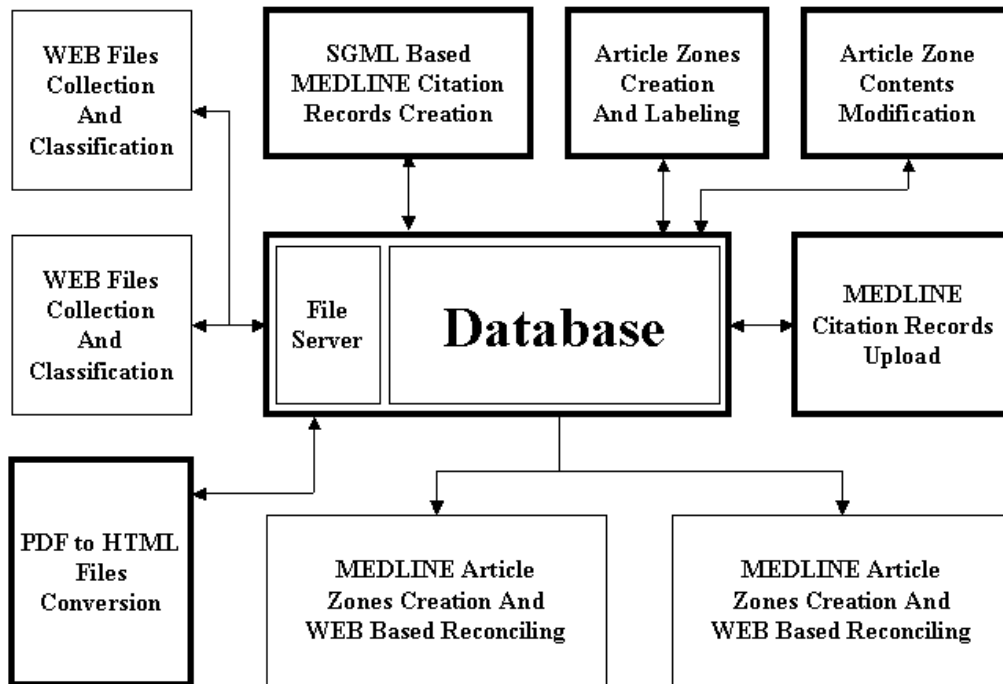 WEB Files
Collection
And
Classification
SGML Based
MEDLINE Citation
Records Creation
Article Zones
Creation
And Labeling
Article Zone
Contents
Modification
WEB Files
Collection
And
Classification
File
Server
Database
MEDLINE
Citation Records
Upload
PDF to HTML
Files
Conversion
MEDLINE Article
Zones Creation And
WEB Based Reconciling
MEDLINE Article
Zones Creation And
WEB Based Reconciling